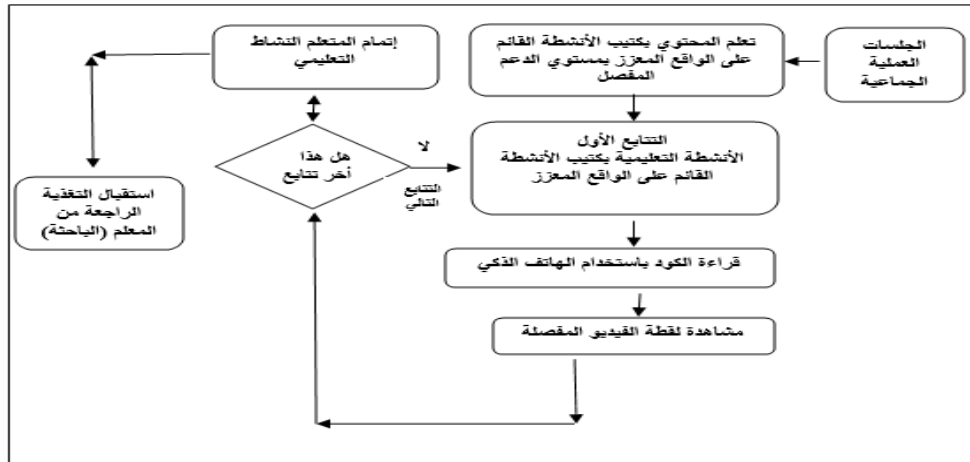 الجلسات
العملية
الجماعية
تعلم المحتوي بكتيب الأنشطة القائم
على الواقع المعزز بمستوي الدعم
المفصل
إتمام المتعلم النشاط
التعليمي
التتابع الأول
الأنشطة التعليمية بكتيب الأنشطة
القائم على الواقع المعزز
هل هذا
أخر تتابع
لا
التتابع
التالي
استقبال التغذية
الراجعة من
المعلم (الباحثة)
قراءة الكود باستخدام الهاتف الذكي
مشاهدة لقطة الفيديو المفصلة